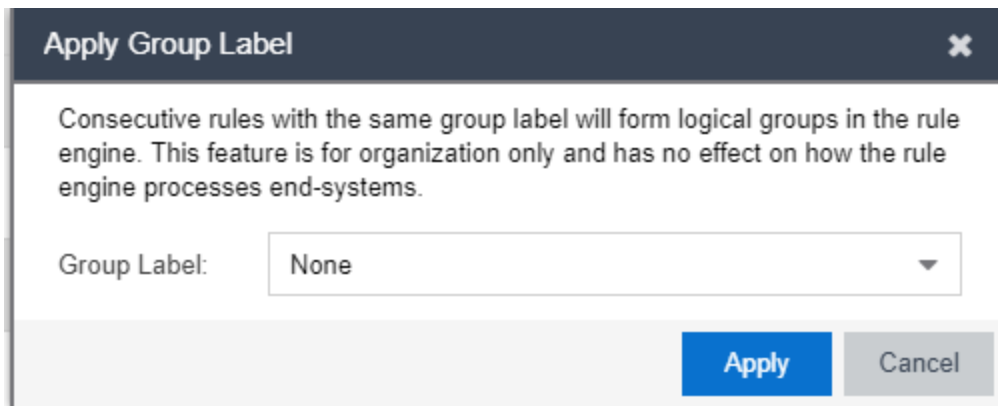 Apply Group Label
Consecutive rules with the same group label will form logical groups in the rule
engine. This feature is for organization only and has no effect on how the rule
engine processes end-systems.
Group Label: None
Apply Cancel